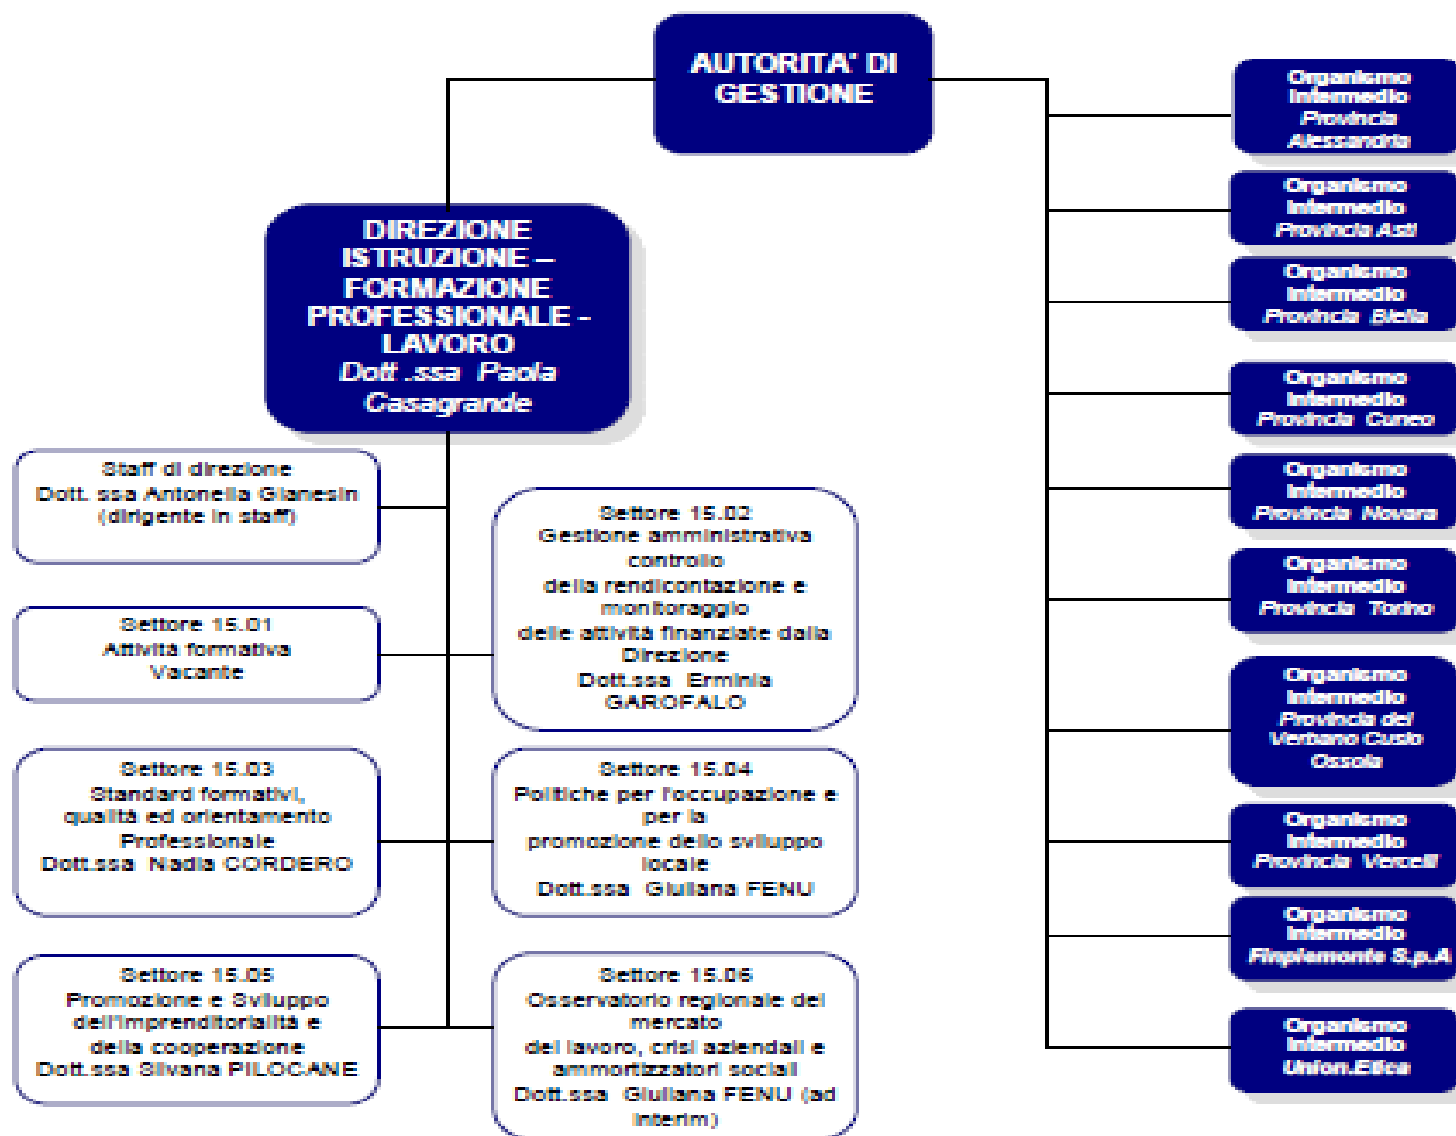 AUTORITA' DI
GESTIONE
DIREZIONE
ISTRUZIONE –
FORMAZIONE
PROFESSIONALE -
LAVORO
Dott .ssa Paola
Casagrande
Staff di direzione
Dott. ssa Antonella Gianesin
(dirigente in staff)
Settore 15.01
Attività formativa
Vacante
Settore 15.02
Gestione amministrativa
controllo
della rendicontazione e
monitoraggio
delle attività finanziate dalla
Direzione
Dott.ssa Erminia
GAROFALO
Settore 15.03
Standard formativi,
qualità ed orientamento
Professionale
Dott.ssa Nadia CORDERO
Settore 15.04
Politiche per l'occupazione e
per la
promozione dello sviluppo
locale
Dott.ssa Giuliana FENU
Settore 15.05
Promozione e Sviluppo
dell'imprenditorialità e
della cooperazione
Dott.ssa Silvana PILOCANE
Settore 15.06
Osservatorio regionale del
mercato
del lavoro, crisi aziendali e
ammortizzatori sociali
Dott.ssa Giuliana FENU (ad
interim)
Organismo
Intermedio
Provincia
Alessandria
Organismo
Intermedio
Provincia Asti
Organismo
Intermedio
Provincia Biella
Organismo
Intermedio
Provincia Cuneo
Organismo
Intermedio
Provincia Novara
Organismo
Intermedio
Provincia Torino
Organismo
Intermedio
Provincia del
Verbano Cusio
Ossola
Organismo
Intermedio
Provincia Vercelli
Organismo
Intermedio
Finpiemonte S.p.A
Organismo
Intermedio
Union.Etica